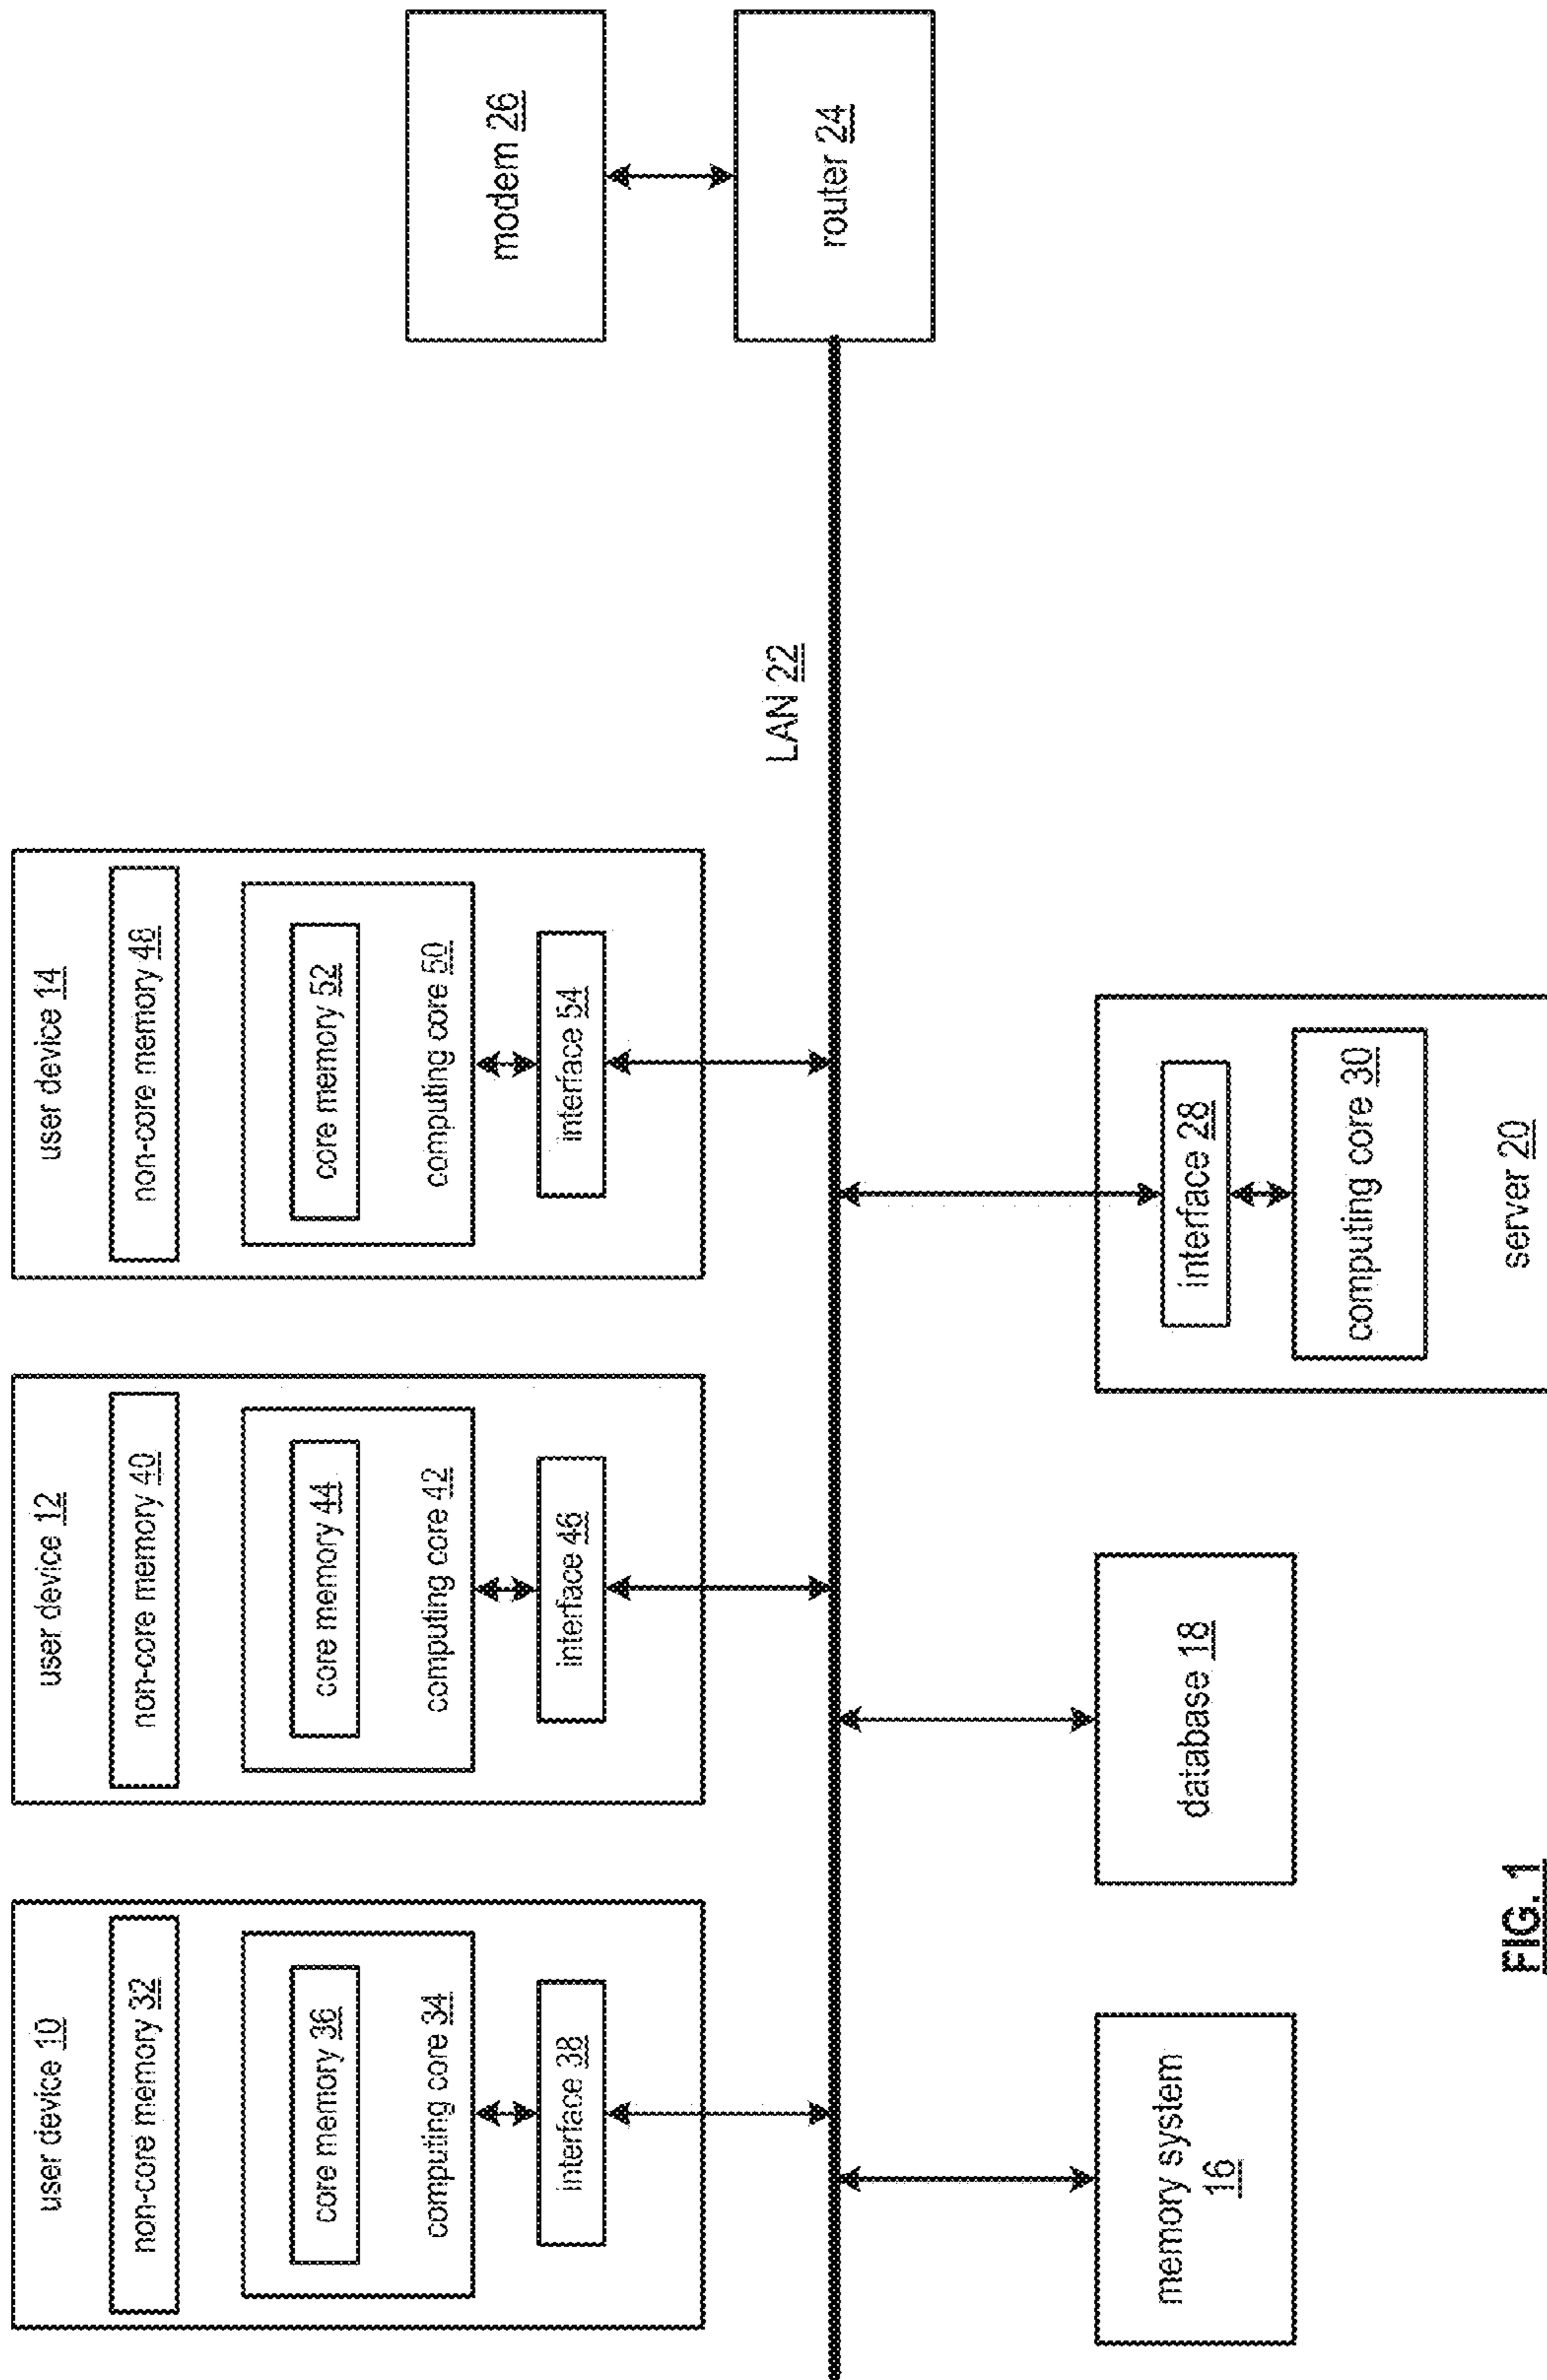 user device 10
non-core memory 32
core memory 36
computing core 34
interface 38
user device 12
non-core memory 40
core memory 44
computing core 42
interface 46
user device 14
non-core memory 48
core memory 52
computing core 50
interface 54
modem 26
router 24
LAN 22
memory system
16
database 18
interface 28
computing core 30
server 20
FIG. 1